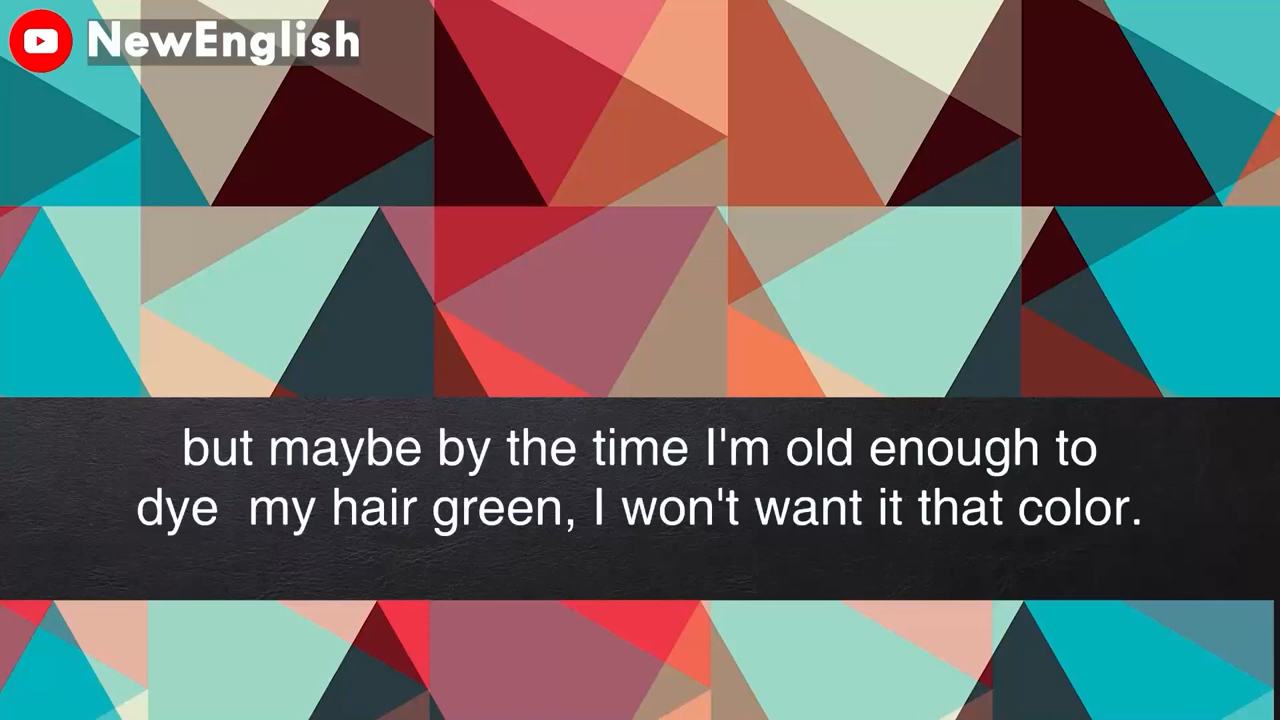 NewEnglish
but maybe by the time I'm old enough to
dye  my hair green, I won't want it that color.